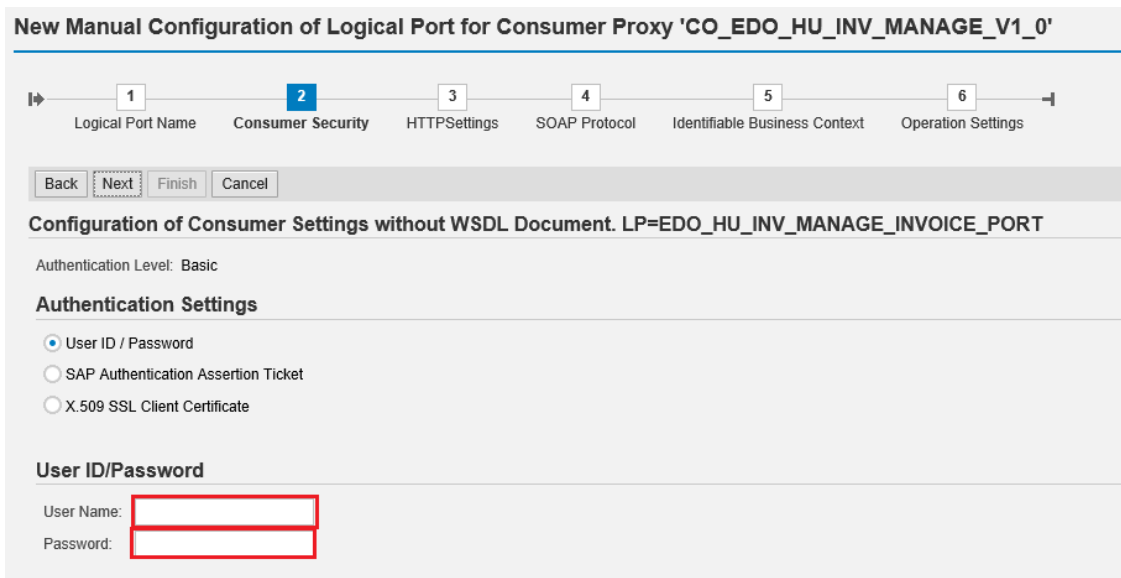 New Manual Configuration of Logical Port for Consumer Proxy 'CO_EDO_HU_INV_MANAGE_V1_0'
1 2 3 4 5 6
Logical Port Name Consumer Security HTTPSettings SOAP Protocol Identifiable Business Context Operation Settings
Back Next Finish Cancel
Configuration of Consumer Settings without WSDL Document. LP=EDO_HU_INV_MANAGE_INVOICE_PORT
Authentication Level: Basic
Authentication Settings
User ID / Password
SAP Authentication Assertion Ticket
X.509 SSL Client Certificate
User ID/Password
User Name:
Password: